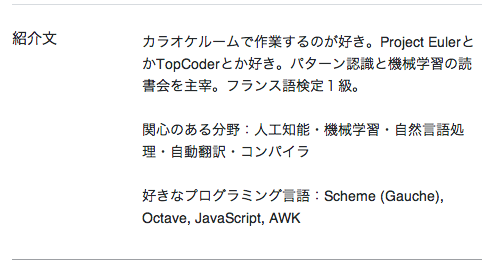 紹介文
カラオケルームで作業するのが好き。Project Eulerと
かTopCoderとか好き。パターン認識と機械学習の読
書会を主宰。フランス語検定１級。
関心のある分野：人工知能・機械学習・自然言語処
理・自動翻訳・コンパイラ
好きなプログラミング言語：Scheme (Gauche),
Octave, JavaScript, AWK